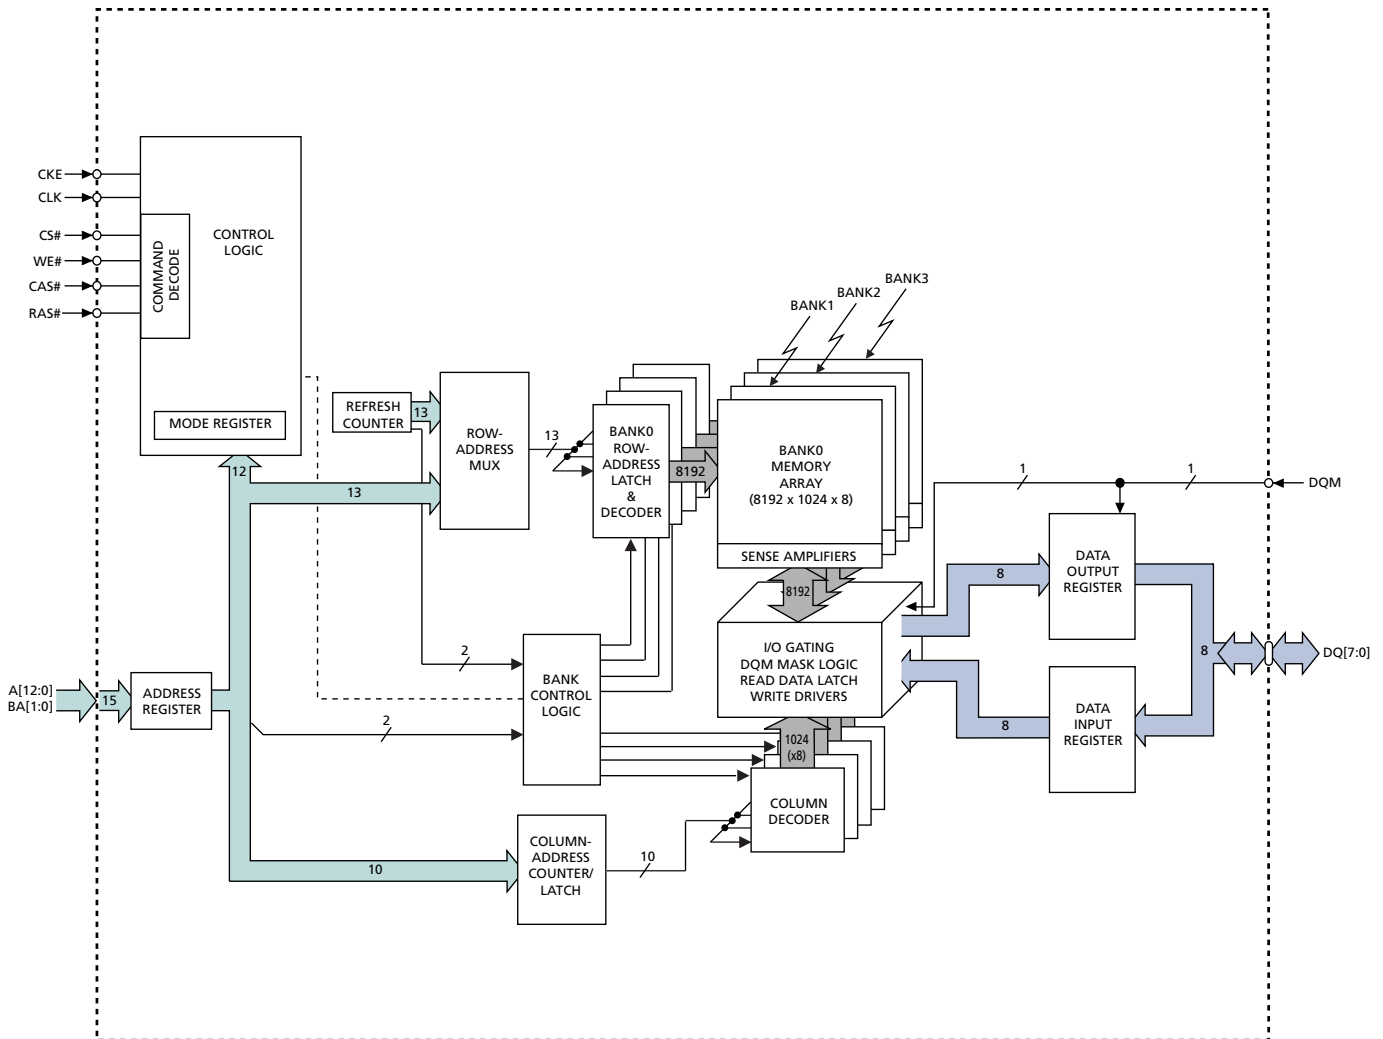 CKE
CLK
CS#
WE#
CAS#
RAS#
COMMAND
DECODE
CONTROL
LOGIC
MODE REGISTER
12
13
REFRESH
COUNTER
13
ROW-
ADDRESS
MUX
13
BANK0
ROW-
ADDRESS
LATCH
&
DECODER
8192
BANK1
BANK2
BANK3
BANK0
MEMORY
ARRAY
(8192 x 1024 x 8)
SENSE AMPLIFIERS
8192
I/O GATING
DQM MASK LOGIC
READ DATA LATCH
WRITE DRIVERS
1
1
DQM
8
DATA
OUTPUT
REGISTER
8
DQ[7:0]
8
DATA
INPUT
REGISTER
A[12:0]
BA[1:0]
15
ADDRESS
REGISTER
2
2
BANK
CONTROL
LOGIC
1024
(x8)
COLUMN
DECODER
10
COLUMN-
ADDRESS
COUNTER/
LATCH
10